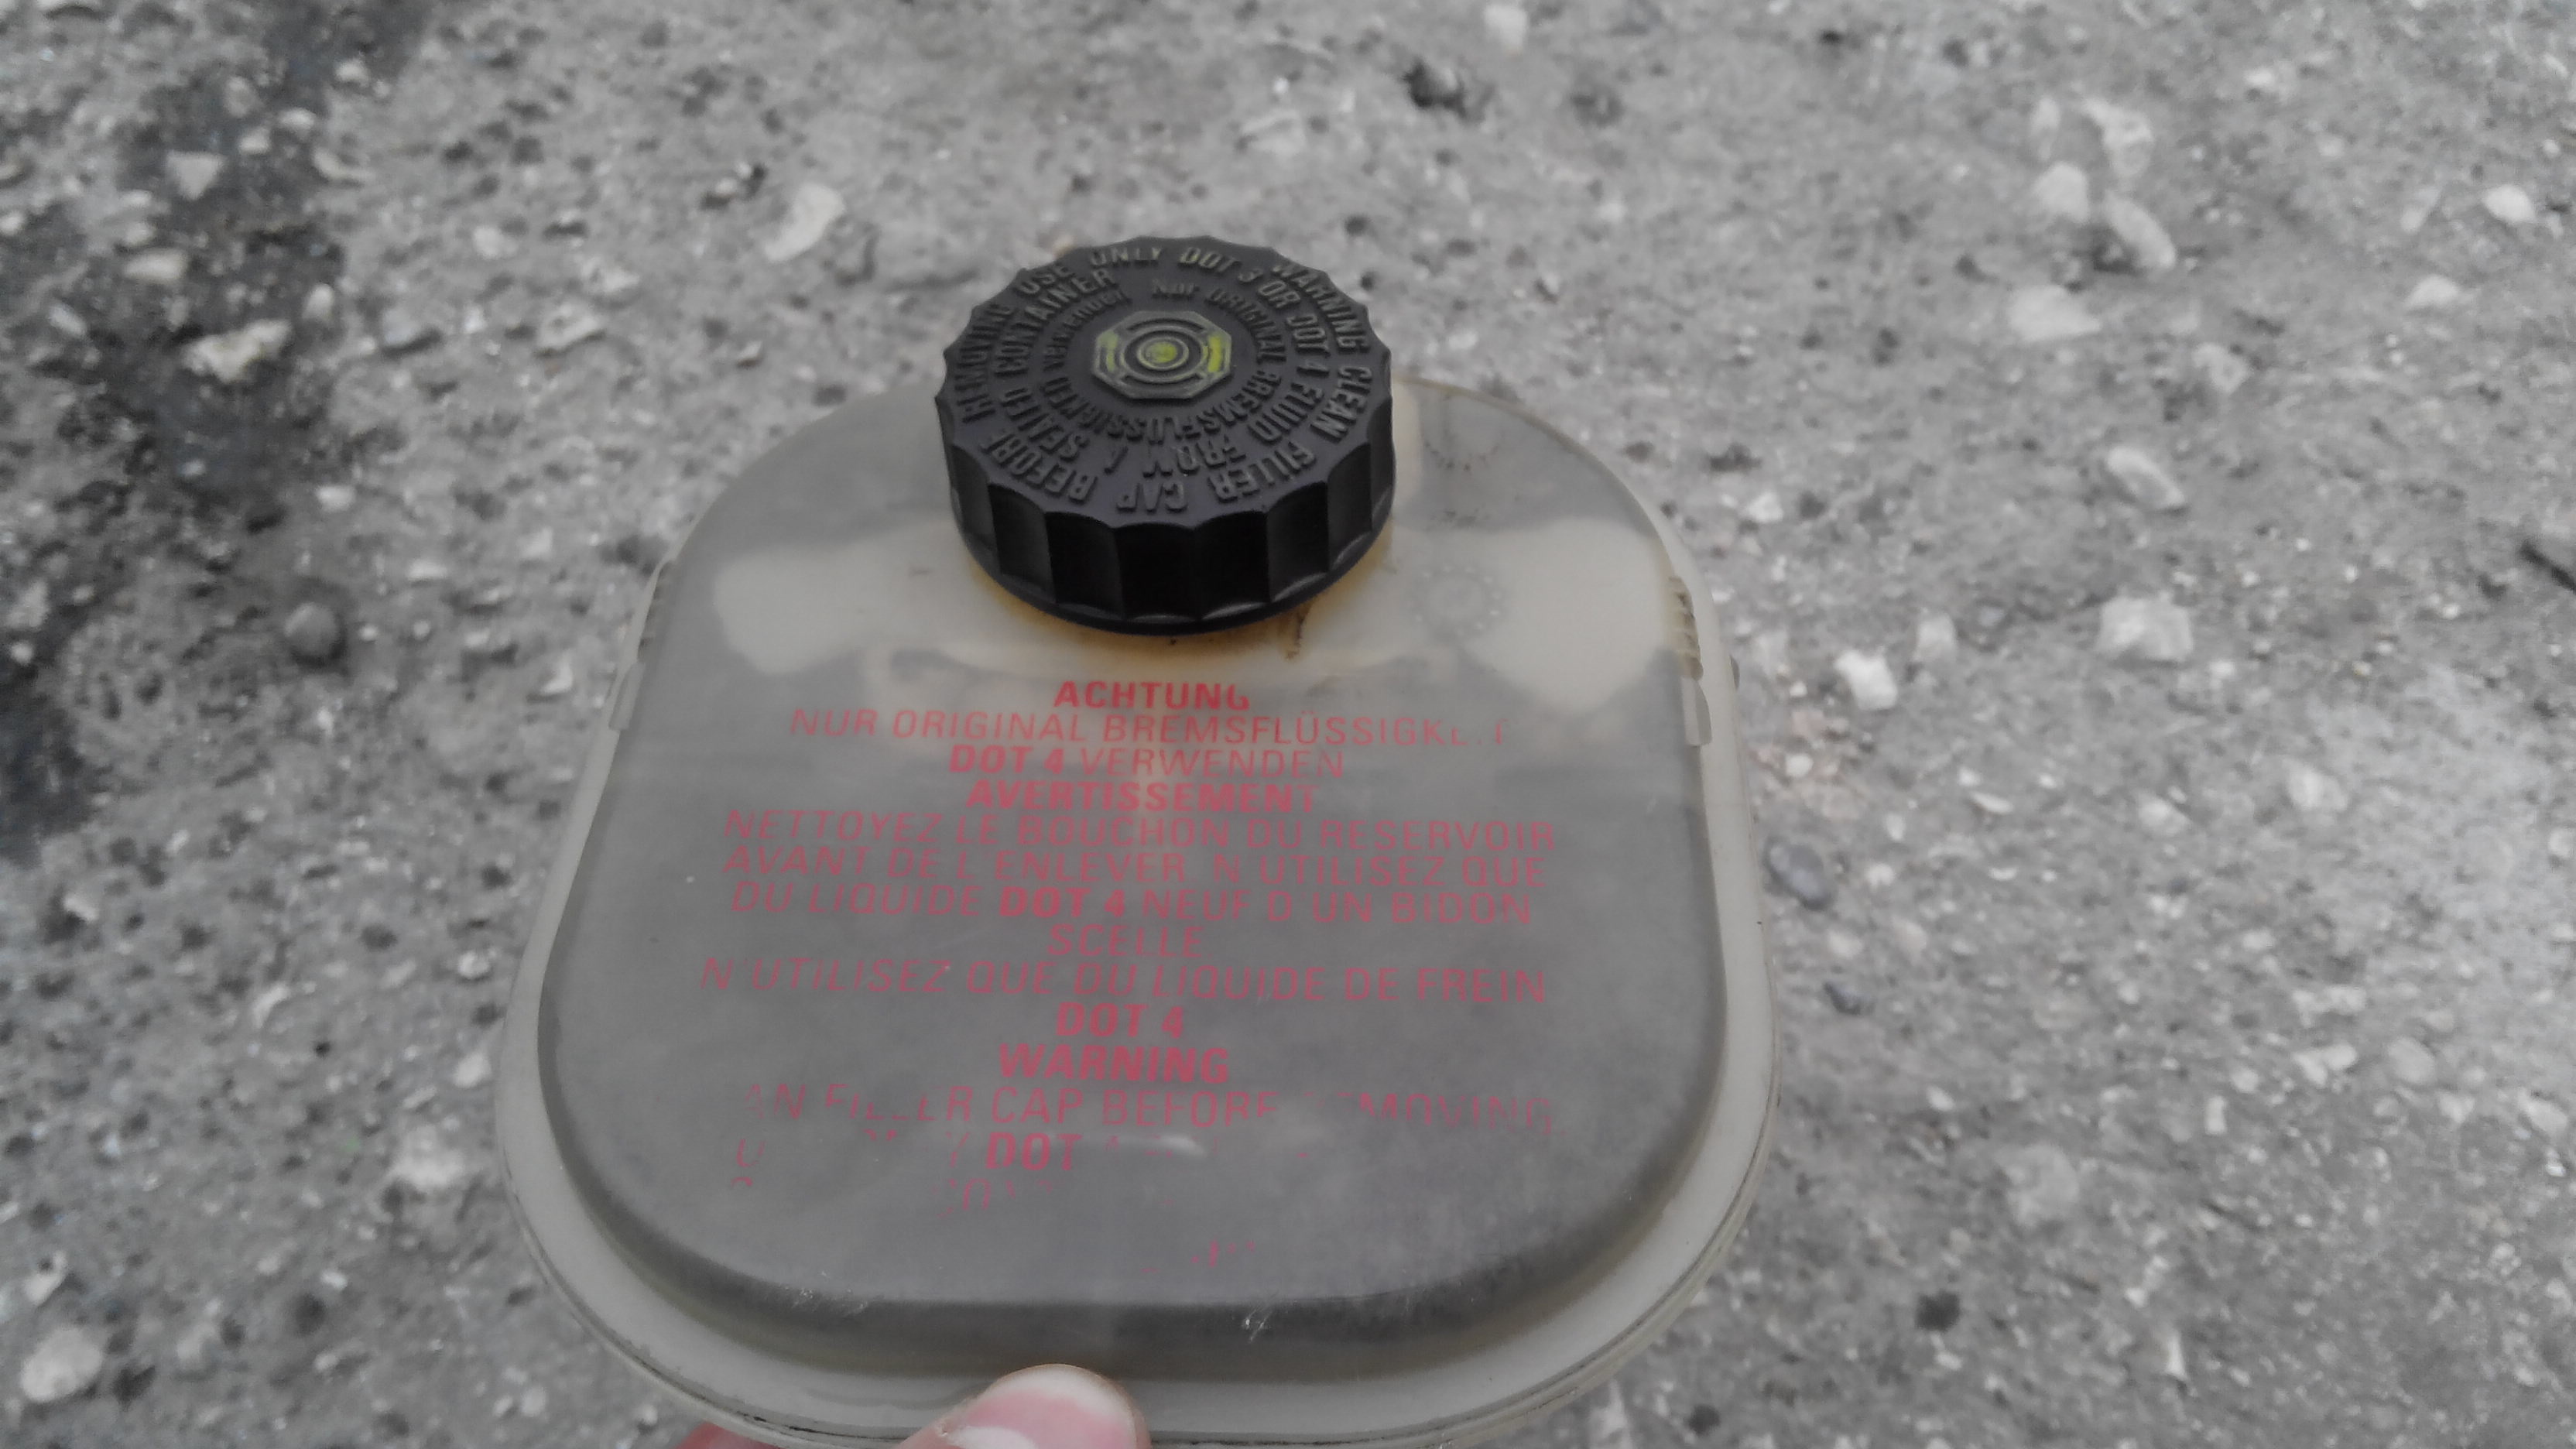 WARNING CLEAN FILLER CAP BEFORE REMOVING
USE ONLY DOT 3 OR DOT 4 FLUID FROM A SEALED CONTAINER
Nur ORIGINAL BREMSFLÜSSIGKEIT verwenden
ACHTUNG
NUR ORIGINAL BREMSFLÜSSIGKEIT
DOT 4 VERWENDEN
AVERTISSEMENT
NETTOYEZ LE BOUCHON DU RESERVOIR
AVANT DE L'ENLEVER. N'UTILISEZ QUE
DU LIQUIDE DOT 4 NEUF D'UN BIDON
SCELLE
N'UTILISEZ QUE DU LIQUIDE DE FREIN
DOT 4
WARNING
FILLER CAP BEFORE REMOVING.
DOT